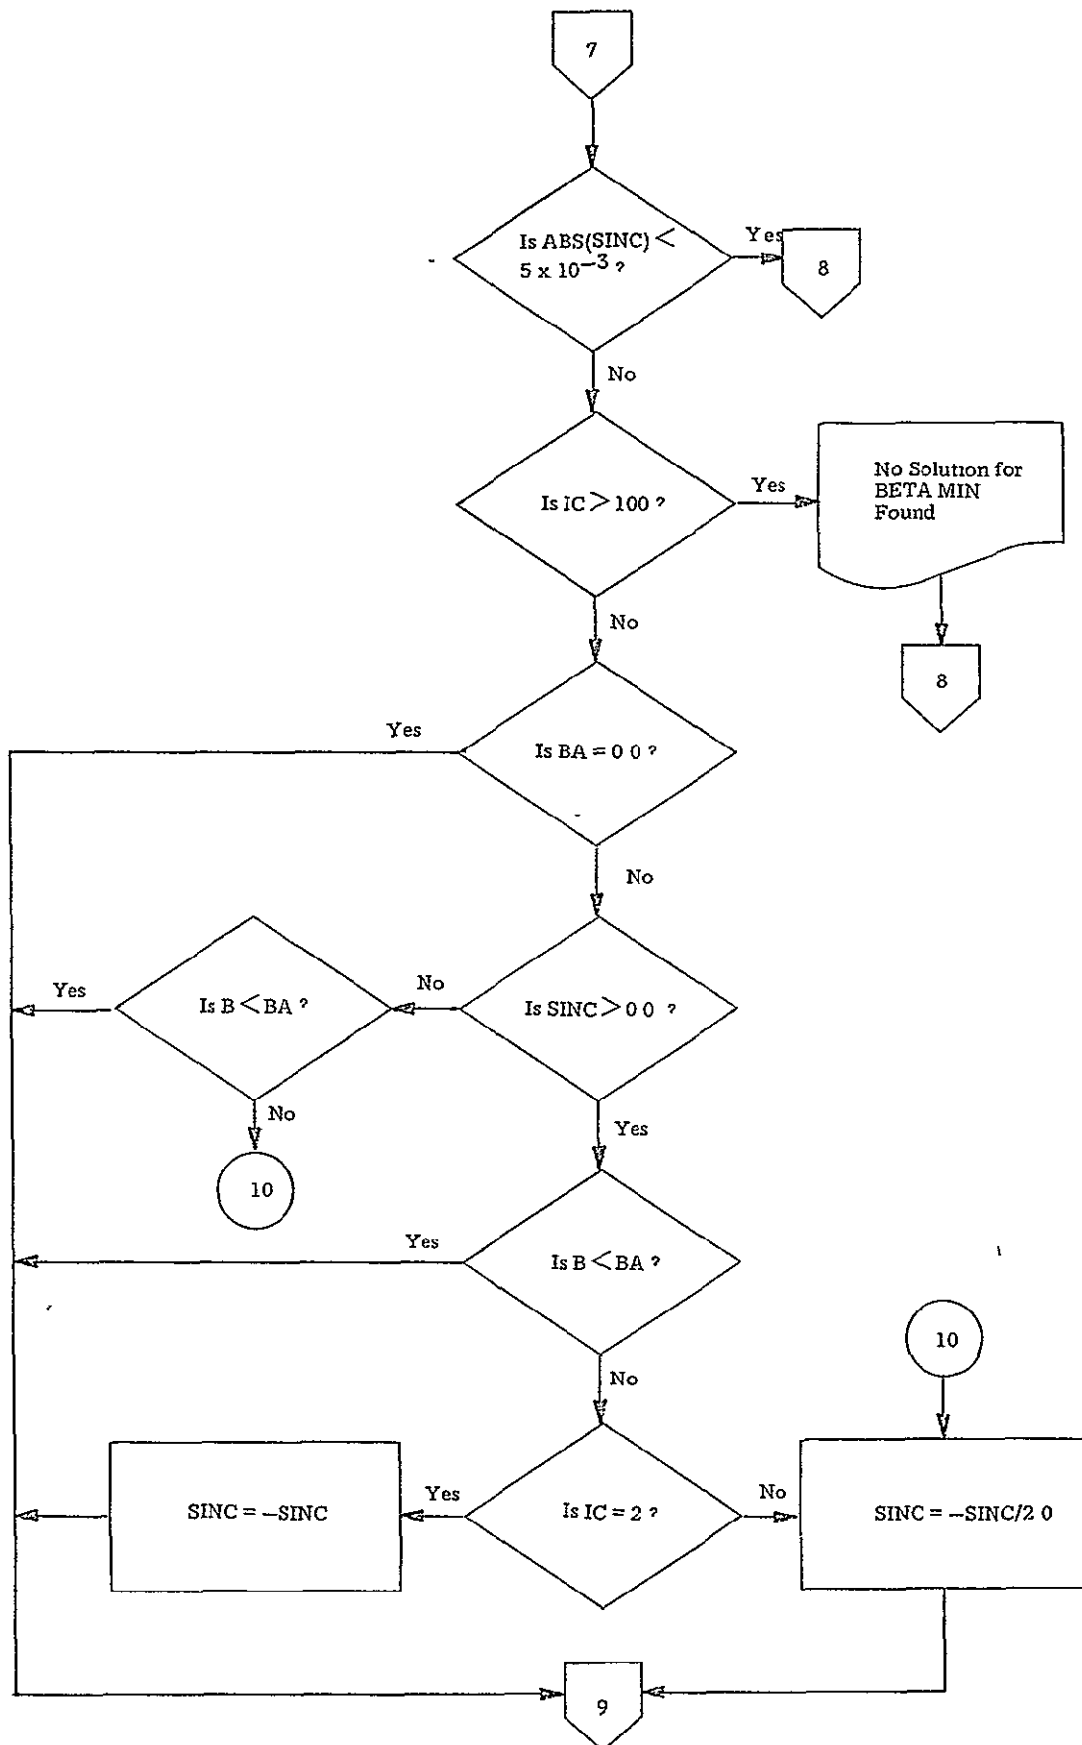 7
Is ABS(SINC) <
5 x 10⁻³ ?
Yes
8
No
Is IC > 100 ?
Yes
No Solution for
BETA MIN
Found
No
8
Yes
Is BA = 0 0 ?
No
Yes
Is B < BA ?
No
Is SINC > 0 0 ?
No
Yes
10
Yes
Is B < BA ?
10
No
SINC = −SINC
Yes
Is IC = 2 ?
No
SINC = −SINC/2 0
9